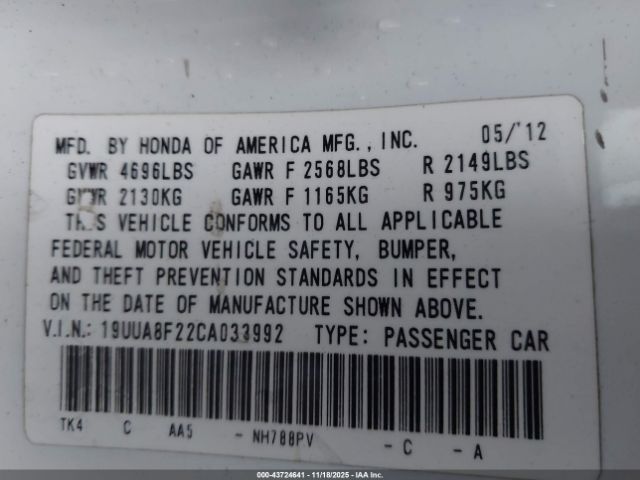 MFD. BY HONDA OF AMERICA MFG., INC. 05/'12
GVWR 4696LBS GAWR F 2568LBS R 2149LBS
GVWR 2130KG GAWR F 1165KG R 975KG
THIS VEHICLE CONFORMS TO ALL APPLICABLE
FEDERAL MOTOR VEHICLE SAFETY, BUMPER,
AND THEFT PREVENTION STANDARDS IN EFFECT
ON THE DATE OF MANUFACTURE SHOWN ABOVE.
V.I.N.: 19UUA8F22CA033992 TYPE: PASSENGER CAR
TK4 C AA5 - NH788PV - C - A
000-43724641 - 11/18/2025 - IAA Inc.